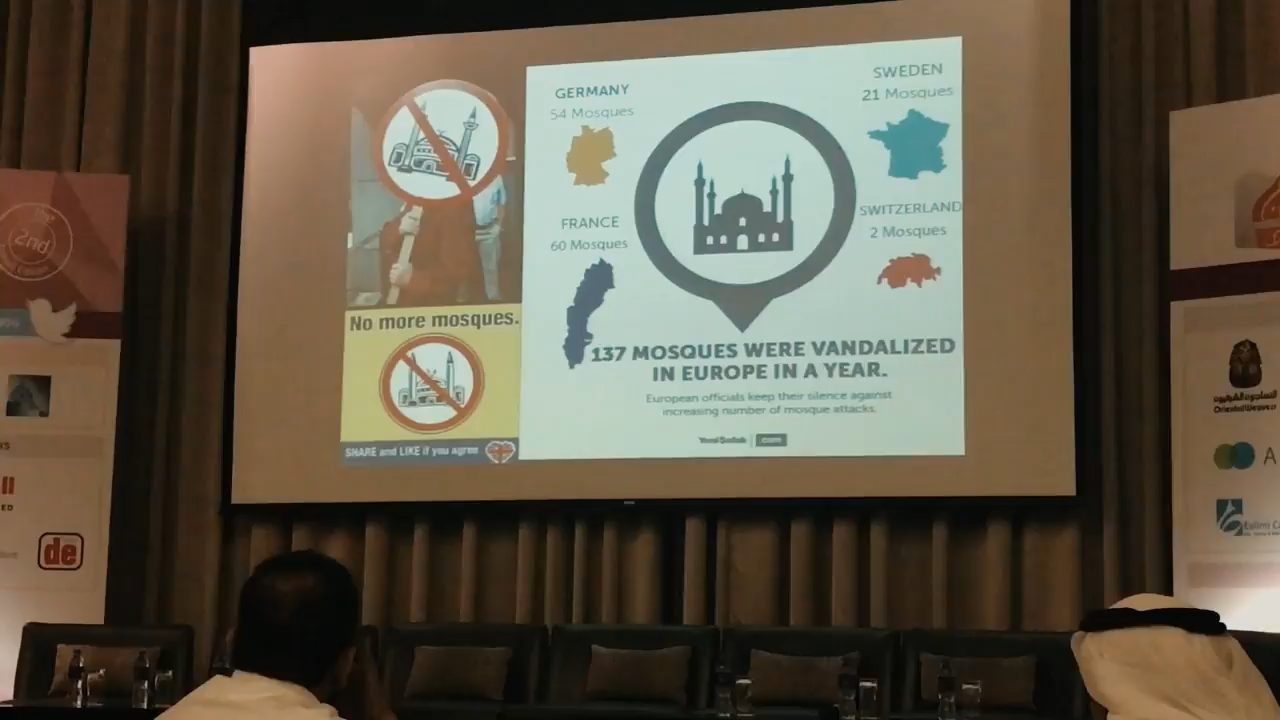 GERMANY
54 Mosques
SWEDEN
21 Mosques
FRANCE
60 Mosques
SWITZERLAND
2 Mosques
137 MOSQUES WERE VANDALIZED
IN EUROPE IN A YEAR.
European officials keep their silence against
increasing number of mosque attacks.
.com
No more mosques.
SHARE and LIKE if you agree
2nd
de